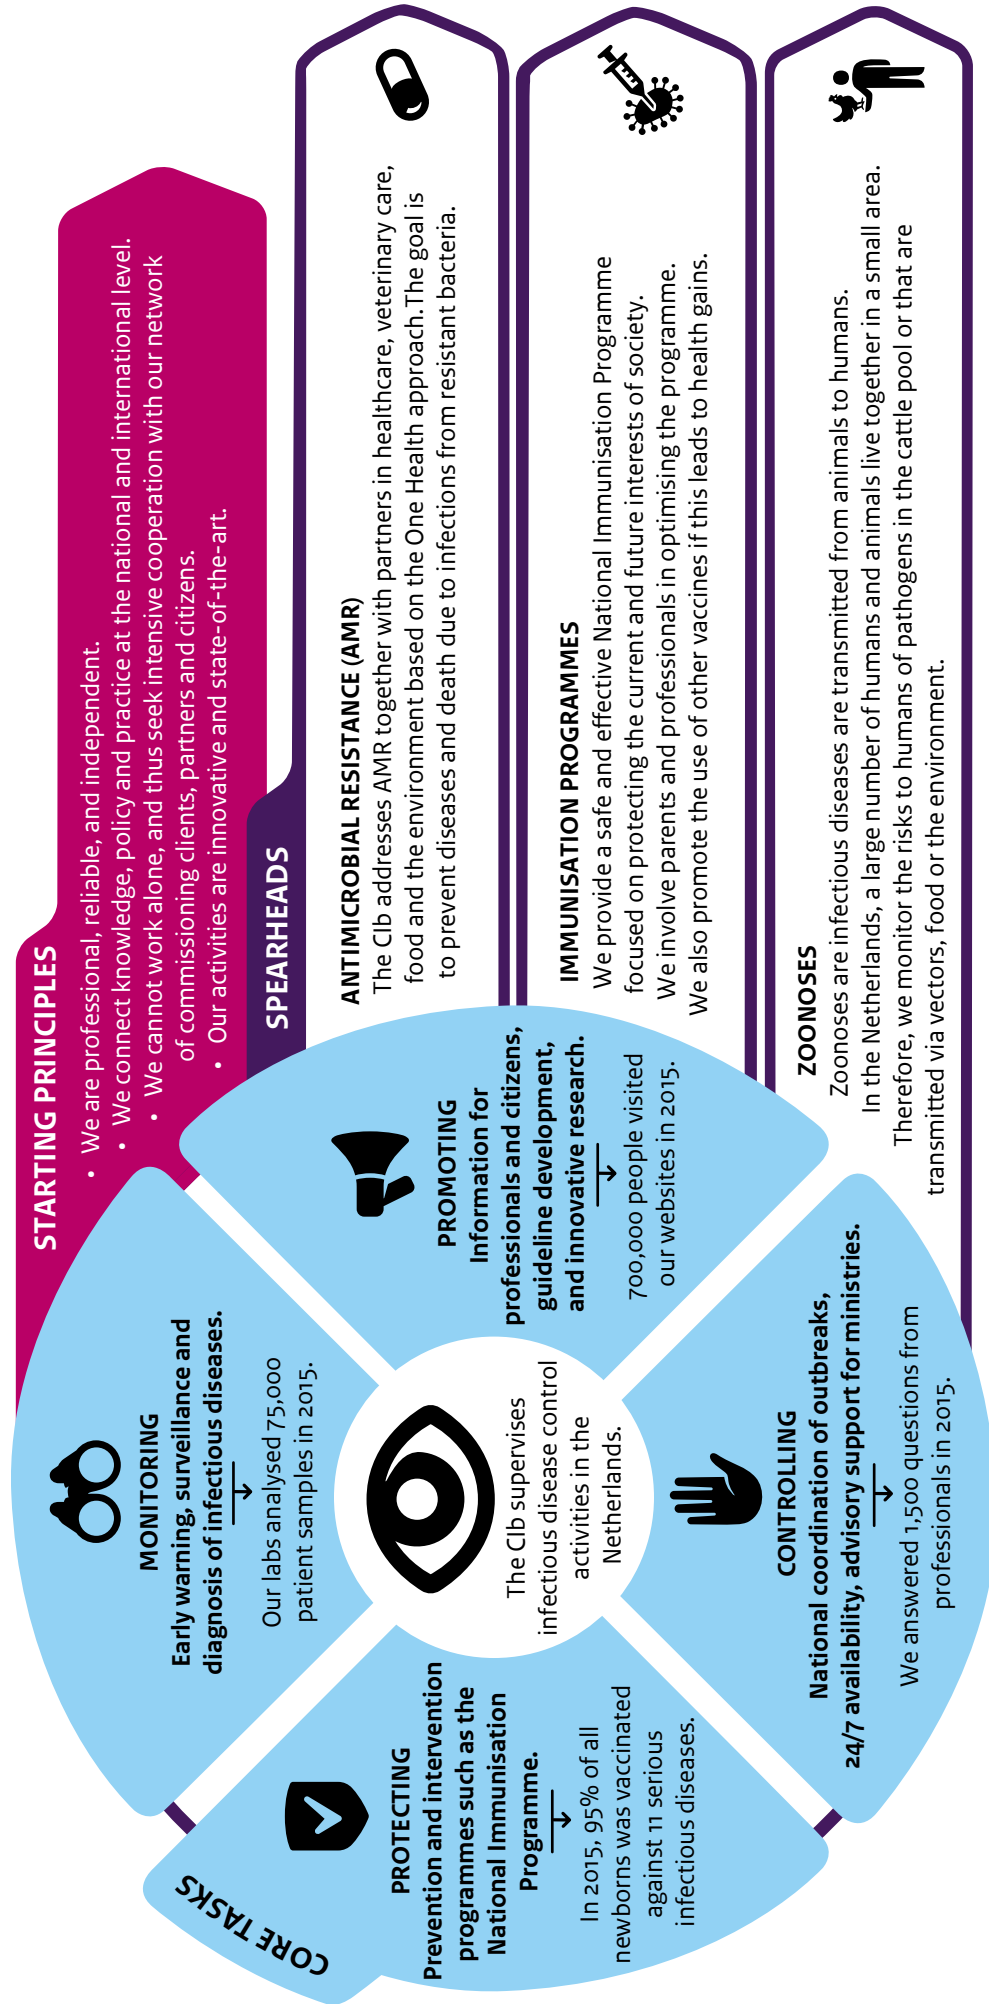 STARTING PRINCIPLES
• We are professional, reliable, and independent.
• We connect knowledge, policy and practice at the national and international level.
• We cannot work alone, and thus seek intensive cooperation with our network
of commissioning clients, partners and citizens.
• Our activities are innovative and state-of-the-art.
SPEARHEADS
ANTIMICROBIAL RESISTANCE (AMR)
The CIb addresses AMR together with partners in healthcare, veterinary care,
food and the environment based on the One Health approach. The goal is
to prevent diseases and death due to infections from resistant bacteria.
IMMUNISATION PROGRAMMES
We provide a safe and effective National Immunisation Programme
focused on protecting the current and future interests of society.
We involve parents and professionals in optimising the programme.
We also promote the use of other vaccines if this leads to health gains.
ZOONOSES
Zoonoses are infectious diseases are transmitted from animals to humans.
In the Netherlands, a large number of humans and animals live together in a small area.
Therefore, we monitor the risks to humans of pathogens in the cattle pool or that are
transmitted via vectors, food or the environment.
CORE TASKS
MONITORING
Early warning, surveillance and
diagnosis of infectious diseases.
Our labs analysed 75,000
patient samples in 2015.
PROMOTING
Information for
professionals and citizens,
guideline development,
and innovative research.
700,000 people visited
our websites in 2015.
CONTROLLING
National coordination of outbreaks,
24/7 availability, advisory support for ministries.
We answered 1,500 questions from
professionals in 2015.
PROTECTING
Prevention and intervention
programmes such as the
National Immunisation
Programme.
In 2015, 95% of all
newborns was vaccinated
against 11 serious
infectious diseases.
The CIb supervises
infectious disease control
activities in the
Netherlands.